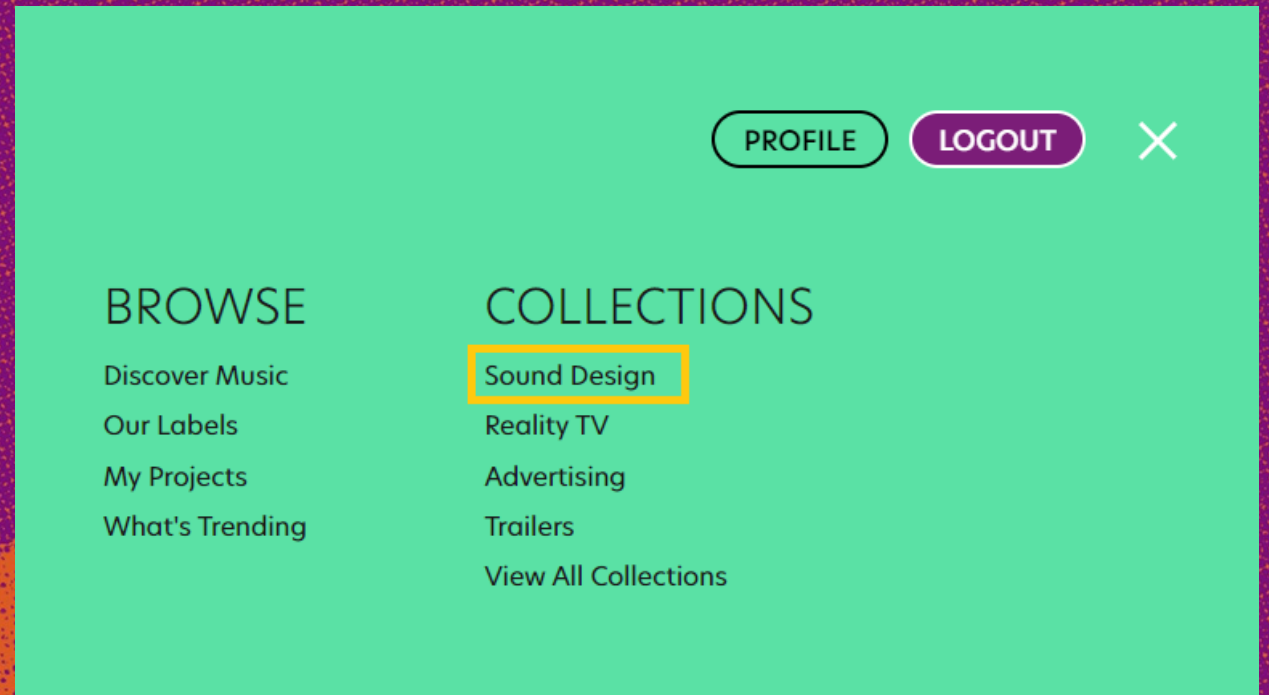 PROFILE LOGOUT
BROWSE
Discover Music
Our Labels
My Projects
What's Trending
COLLECTIONS
Sound Design
Reality TV
Advertising
Trailers
View All Collections